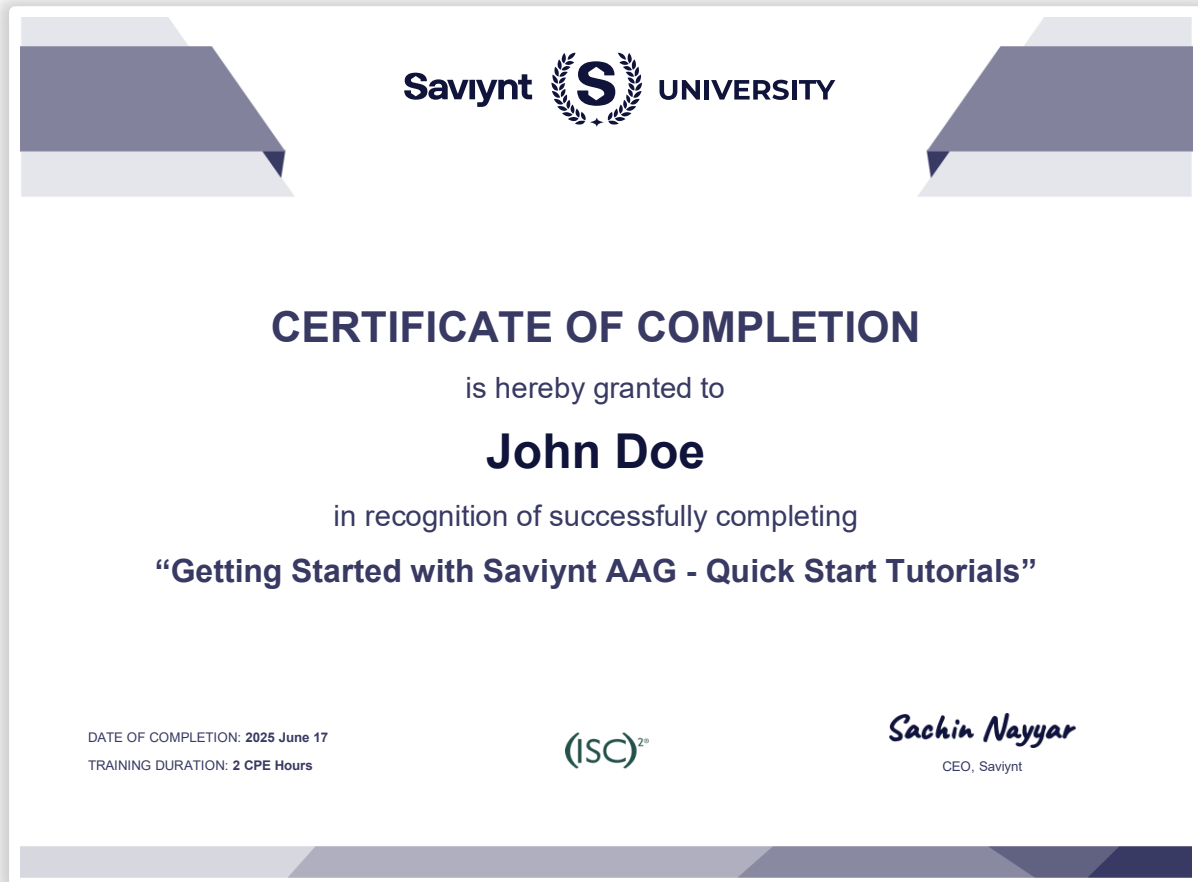 Saviynt S UNIVERSITY
CERTIFICATE OF COMPLETION
is hereby granted to
John Doe
in recognition of successfully completing
“Getting Started with Saviynt AAG - Quick Start Tutorials”
DATE OF COMPLETION: 2025 June 17
TRAINING DURATION: 2 CPE Hours
(ISC)²®
Sachin Nayyar
CEO, Saviynt